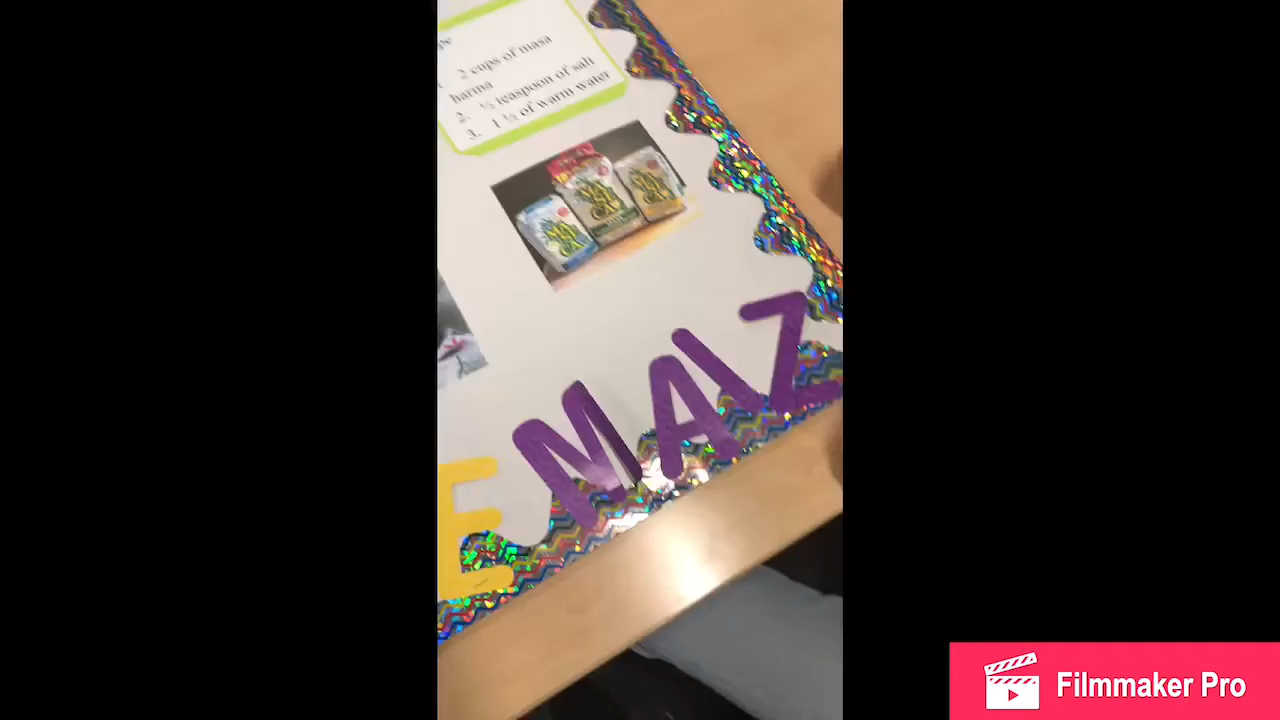 pe
2 cups of masa
harina
2. ½ teaspoon of salt
3. 1 ½ of warm water
E MAIZ
Filmmaker Pro